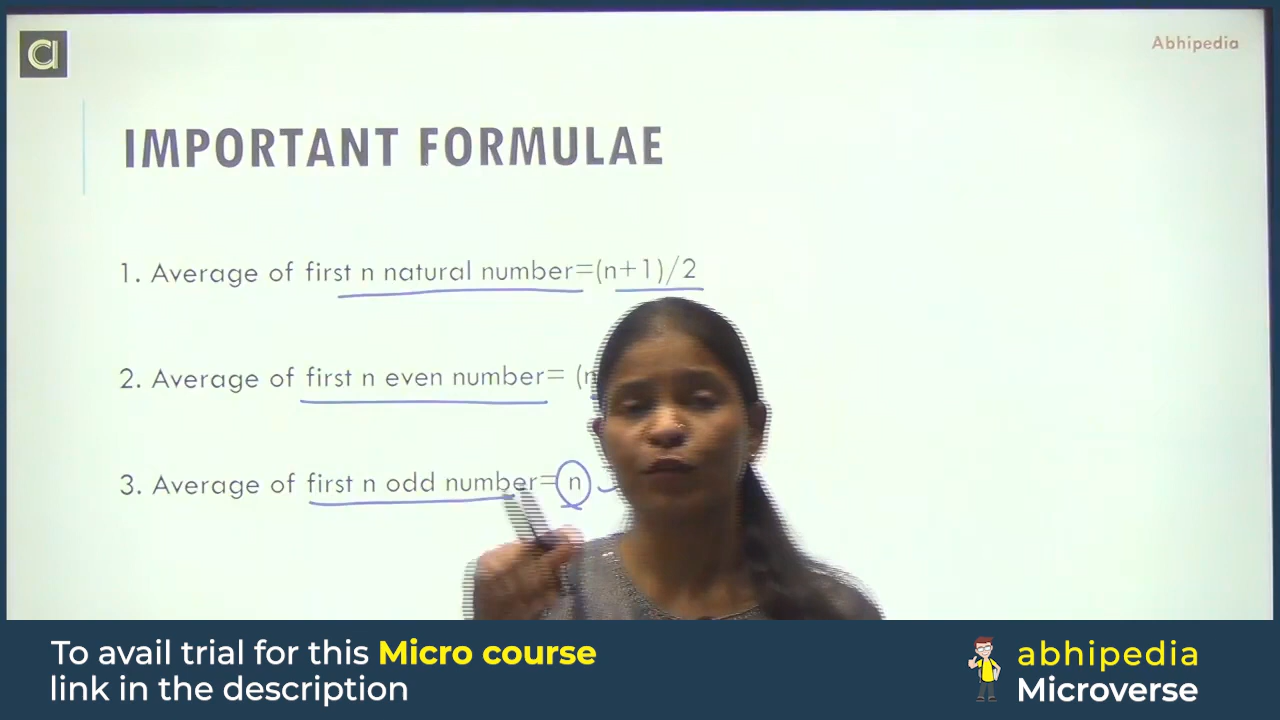 Abhipedia
IMPORTANT FORMULAE
1. Average of first n natural number=(n+1)/2
2. Average of first n even number= (n
3. Average of first n odd number= n
To avail trial for this Micro course
link in the description
abhipedia
Microverse